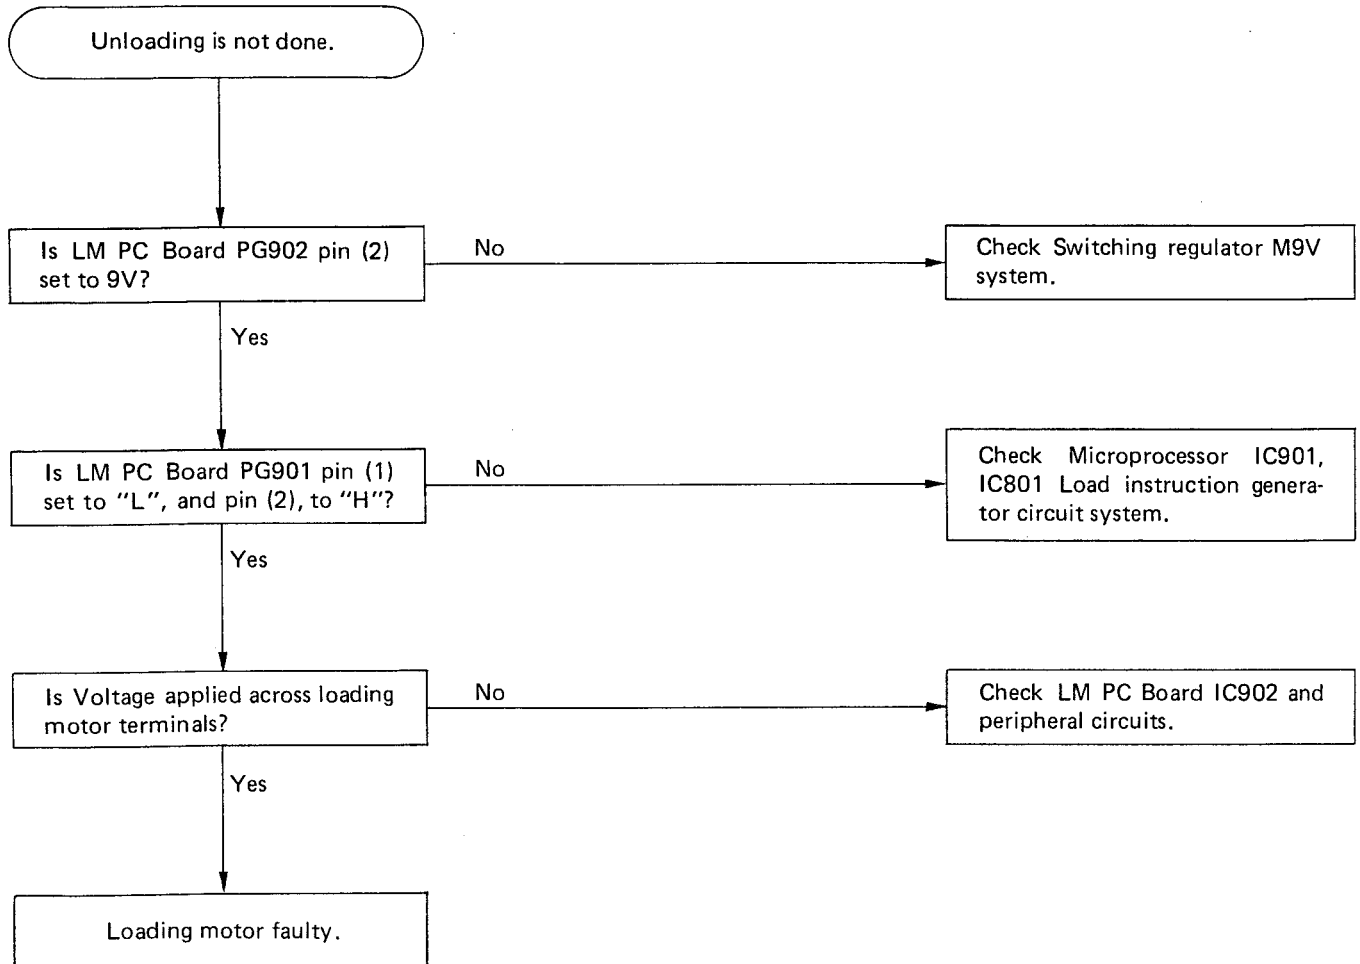 Unloading is not done.
Is LM PC Board PG902 pin (2)
set to 9V?
No
Check Switching regulator M9V
system.
Yes
Is LM PC Board PG901 pin (1)
set to "L", and pin (2), to "H"?
No
Check Microprocessor IC901,
IC801 Load instruction genera-
tor circuit system.
Yes
Is Voltage applied across loading
motor terminals?
No
Check LM PC Board IC902 and
peripheral circuits.
Yes
Loading motor faulty.